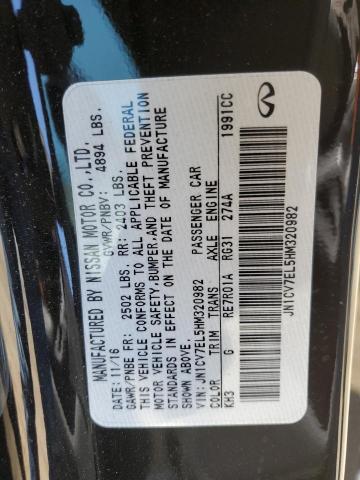 MANUFACTURED BY NISSAN MOTOR CO.,LTD.
DATE: 11/16 GVWR/PNBV: 4894 LBS.
GAWR/PNBE FR: 2502 LBS. RR: 2403 LBS.
THIS VEHICLE CONFORMS TO ALL APPLICABLE FEDERAL
MOTOR VEHICLE SAFETY,BUMPER,AND THEFT PREVENTION
STANDARDS IN EFFECT ON THE DATE OF MANUFACTURE
SHOWN ABOVE.
VIN: JN1CV7EL5HM320982 PASSENGER CAR
COLOR TRIM TRANS AXLE ENGINE
KH3 G RE7R01A RG31 274A 1991CC
JN1CV7EL5HM320982